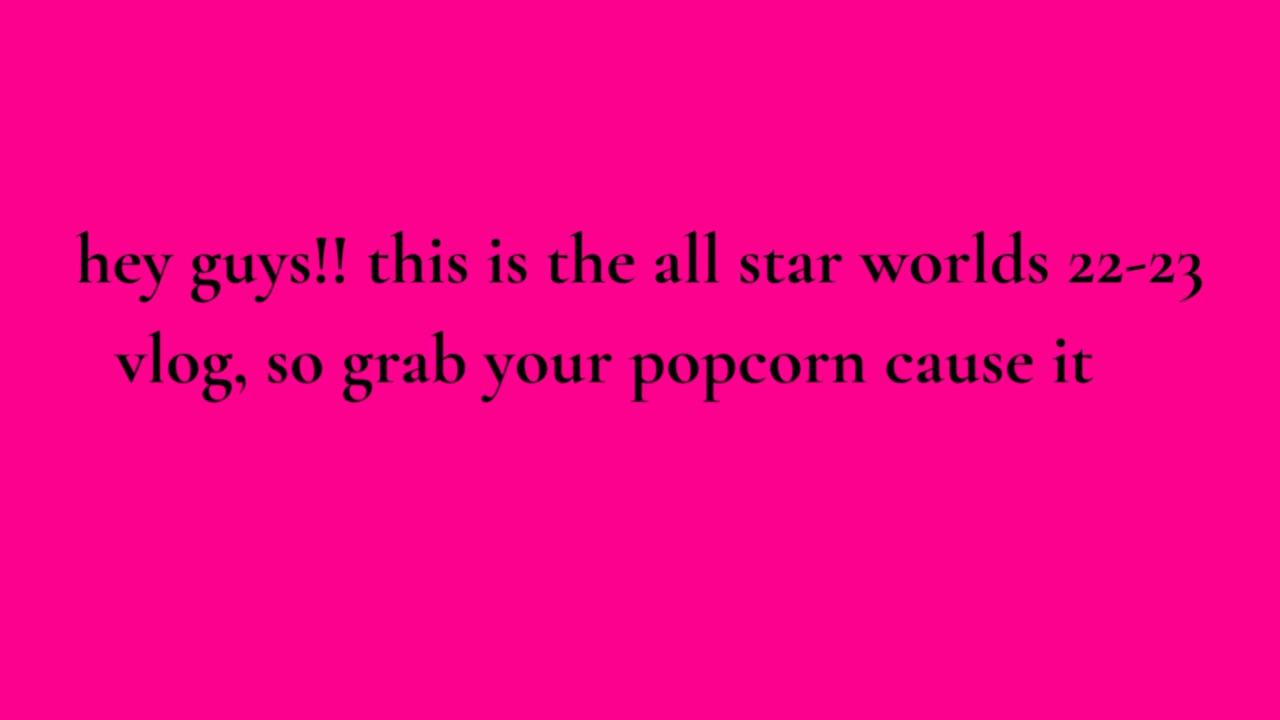 hey guys!! this is the all star worlds 22-23
vlog, so grab your popcorn cause it